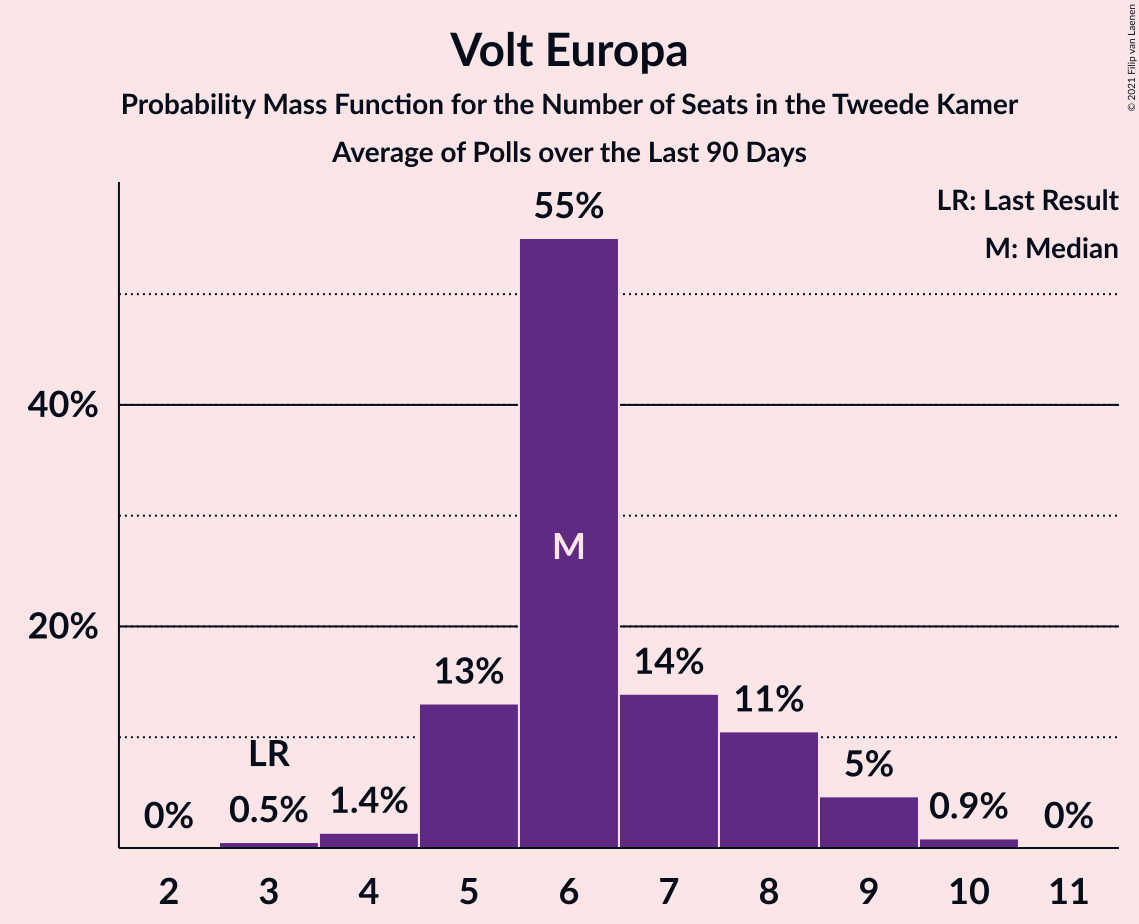 Volt Europa
Probability Mass Function for the Number of Seats in the Tweede Kamer
Average of Polls over the Last 90 Days
© 2021 Filip van Laenen
LR: Last Result
M: Median
40%
20%
0%
0.5%
1.4%
13%
55%
14%
11%
5%
0.9%
0%
LR
M
2 3 4 5 6 7 8 9 10 11